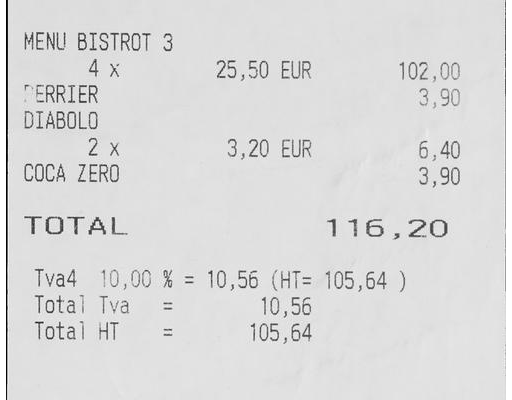 MENU BISTROT 3
4 x 25,50 EUR 102,00
PERRIER 3,90
DIABOLO
2 x 3,20 EUR 6,40
COCA ZERO 3,90
TOTAL 116,20
Tva4 10,00 % = 10,56 (HT= 105,64 )
Total Tva = 10,56
Total HT = 105,64